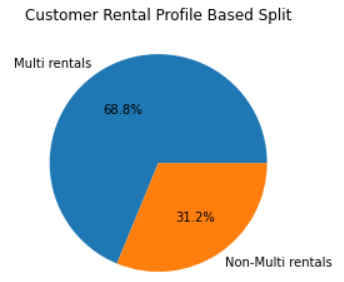 Customer Rental Profile Based Split
Multi rentals
68.8%
31.2%
Non-Multi rentals